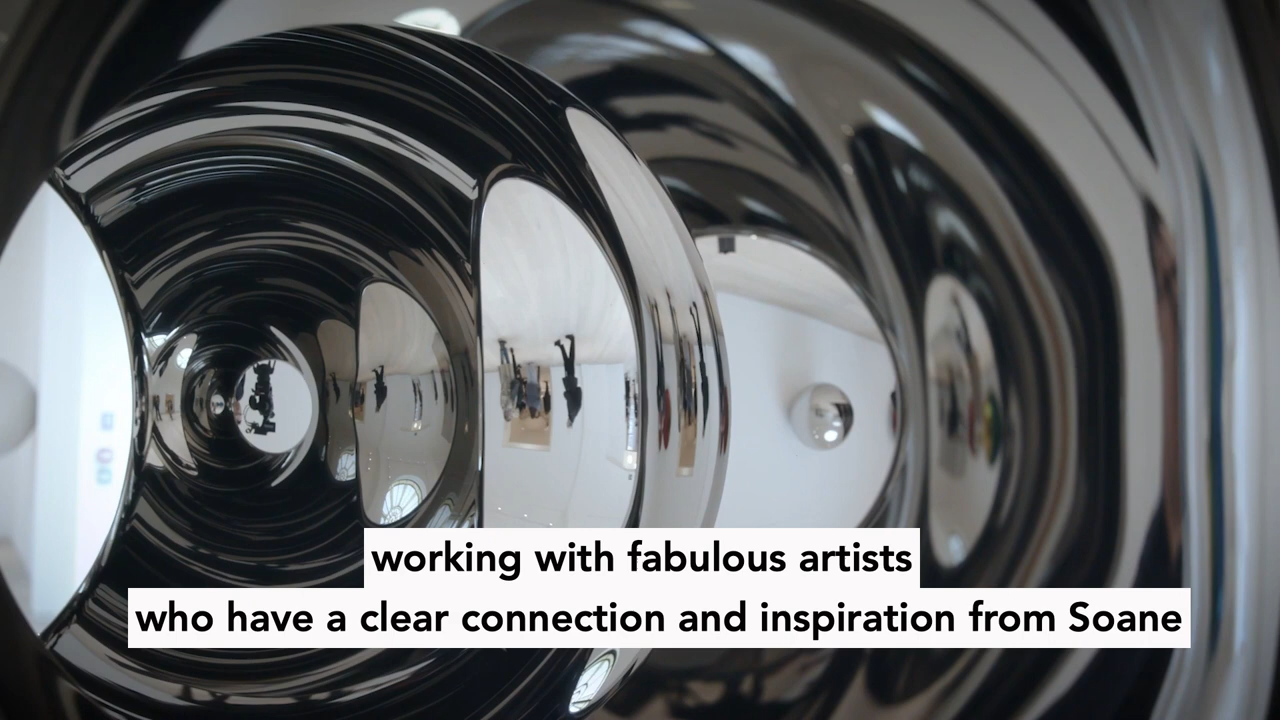 working with fabulous artists
who have a clear connection and inspiration from Soane